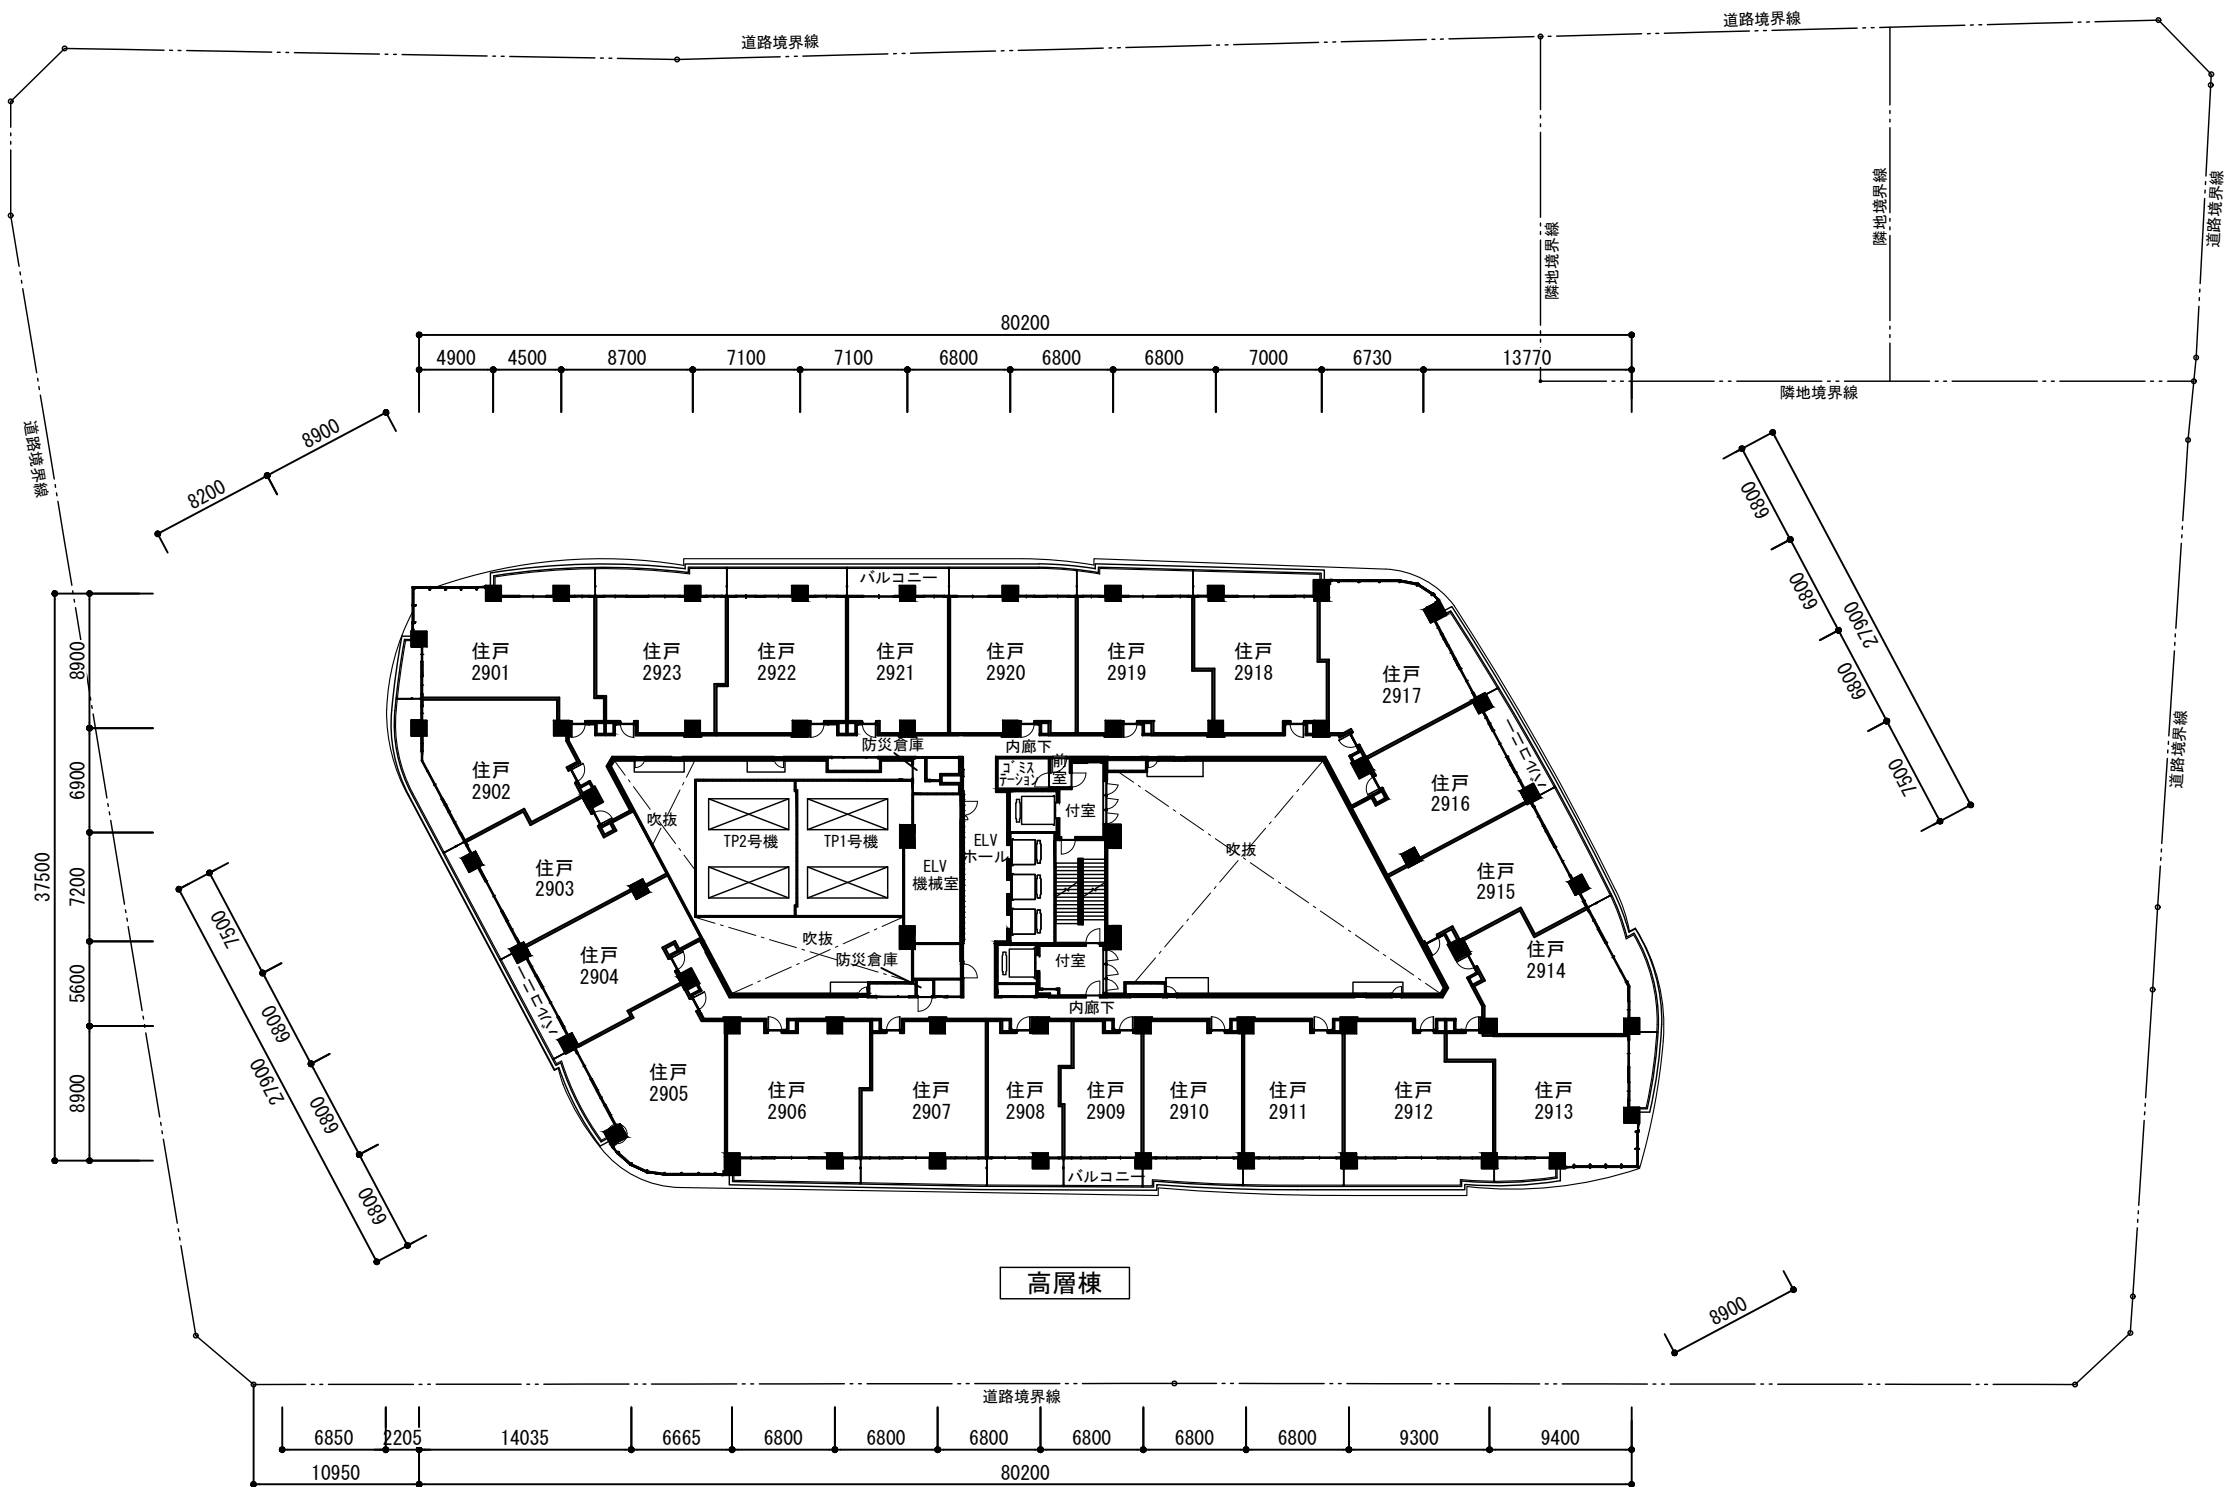 道路境界線
道路境界線
道路境界線
道路境界線
隣地境界線
隣地境界線
隣地境界線
道路境界線
道路境界線
80200
4900
4500
8700
7100
7100
6800
6800
6800
7000
6730
13770
8900
8200
6800
6800
6800
7500
27900
37500
8900
6900
7200
5600
8900
7500
6800
6800
6800
27900
バルコニー
住戸
2901
住戸
2923
住戸
2922
住戸
2921
住戸
2920
住戸
2919
住戸
2918
住戸
2917
住戸
2902
住戸
2916
バルコニー
住戸
2903
住戸
2915
住戸
2904
住戸
2914
バルコニー
防災倉庫
内廊下
ゴミス
テーション
前
室
付室
吹抜
TP2号機
TP1号機
ELV
ホール
ELV
機械室
吹抜
吹抜
防災倉庫
付室
内廊下
住戸
2905
住戸
2906
住戸
2907
住戸
2908
住戸
2909
住戸
2910
住戸
2911
住戸
2912
住戸
2913
バルコニー
高層棟
8900
道路境界線
6850
2205
14035
6665
6800
6800
6800
6800
6800
6800
9300
9400
10950
80200